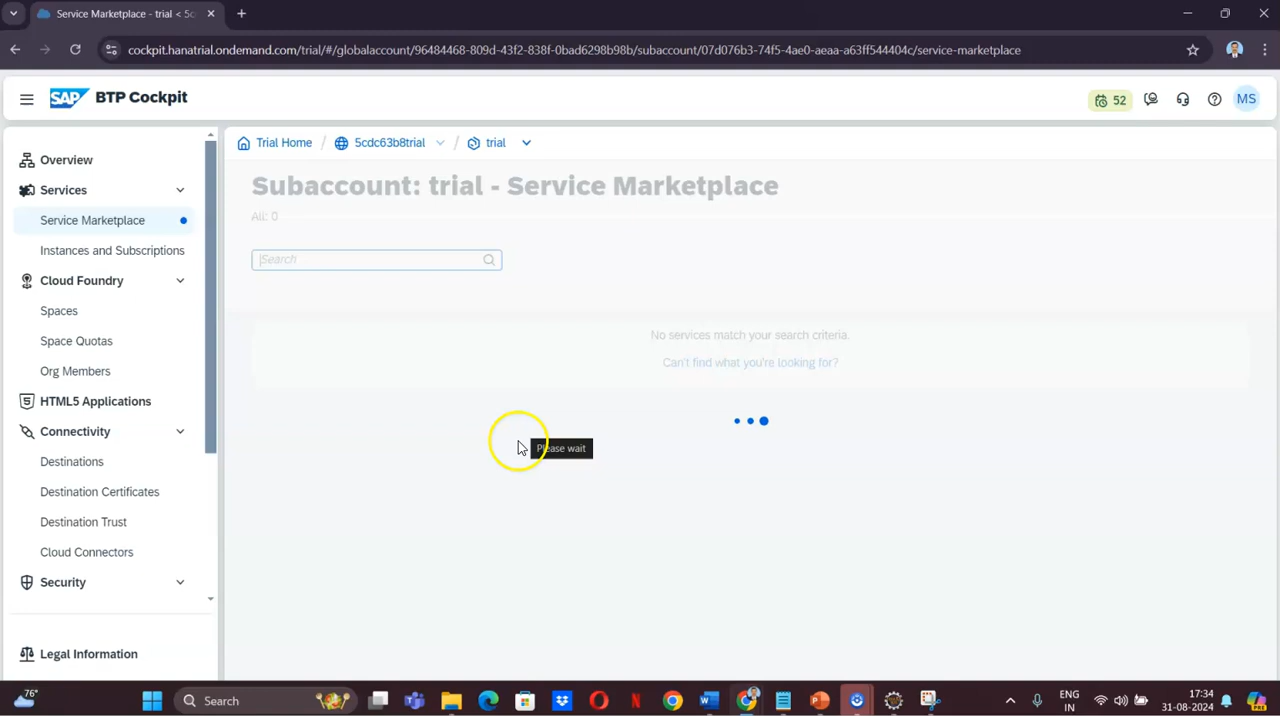 Service Marketplace - trial < 5c
cockpit.hanatrial.ondemand.com/trial/#/globalaccount/96484468-809d-43f2-838f-0bad6298b98b/subaccount/07d076b3-74f5-4ae0-aeaa-a63ff544404c/service-marketplace
SAP BTP Cockpit
52
MS
Trial Home / 5cdc63b8trial / trial
Overview
Services
Service Marketplace
Instances and Subscriptions
Cloud Foundry
Spaces
Space Quotas
Org Members
HTML5 Applications
Connectivity
Destinations
Destination Certificates
Destination Trust
Cloud Connectors
Security
Legal Information
Subaccount: trial - Service Marketplace
All: 0
Search
No services match your search criteria.
Can't find what you're looking for?
Please wait
76°
Search
ENG
IN
17:34
31-08-2024